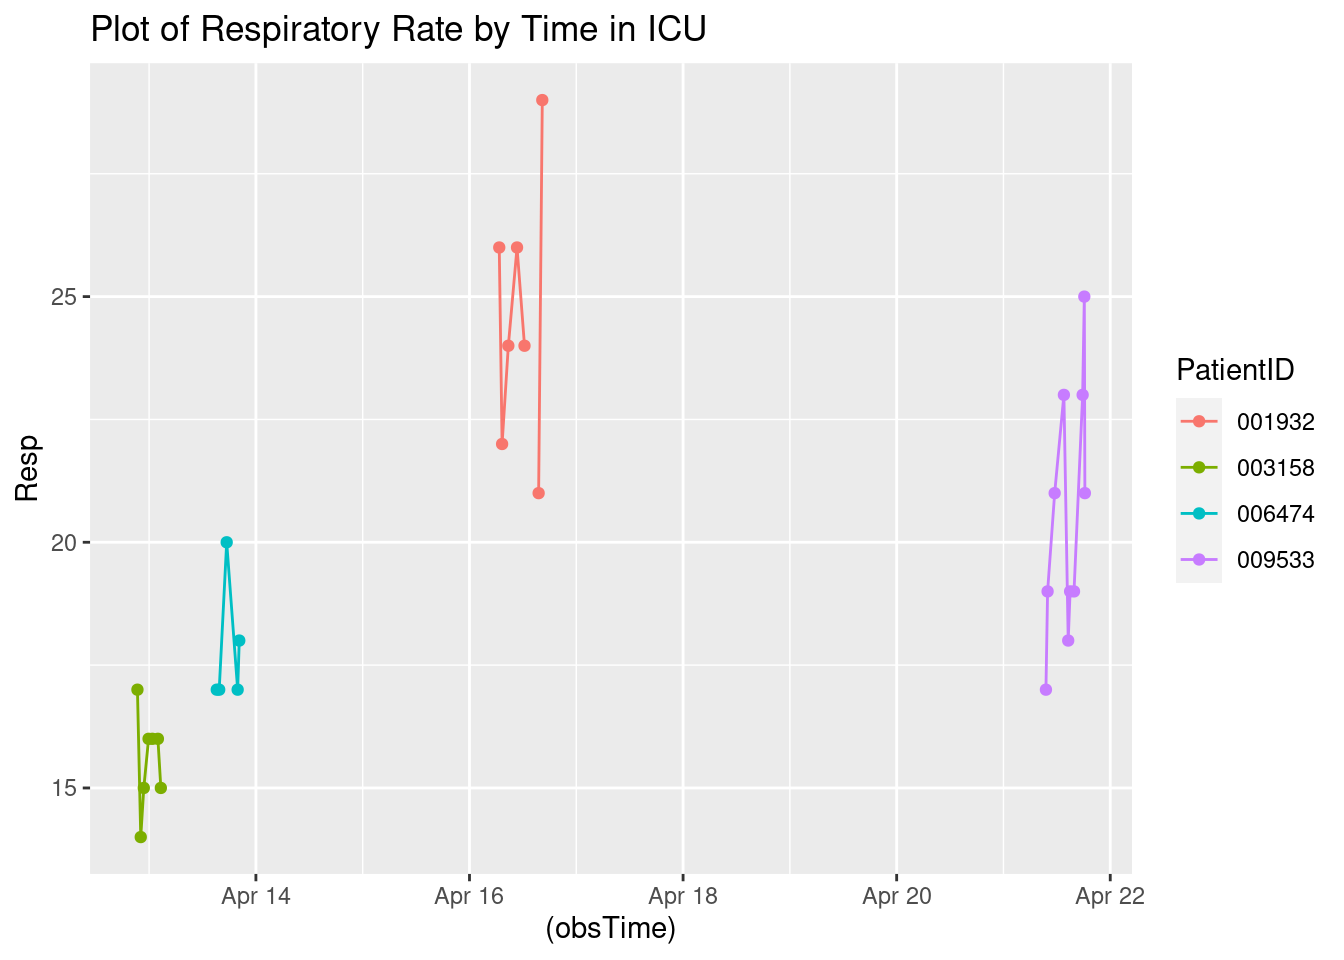 Plot of Respiratory Rate by Time in ICU
Resp
25
20
15
Apr 14
Apr 16
Apr 18
Apr 20
Apr 22
(obsTime)
PatientID
001932
003158
006474
009533